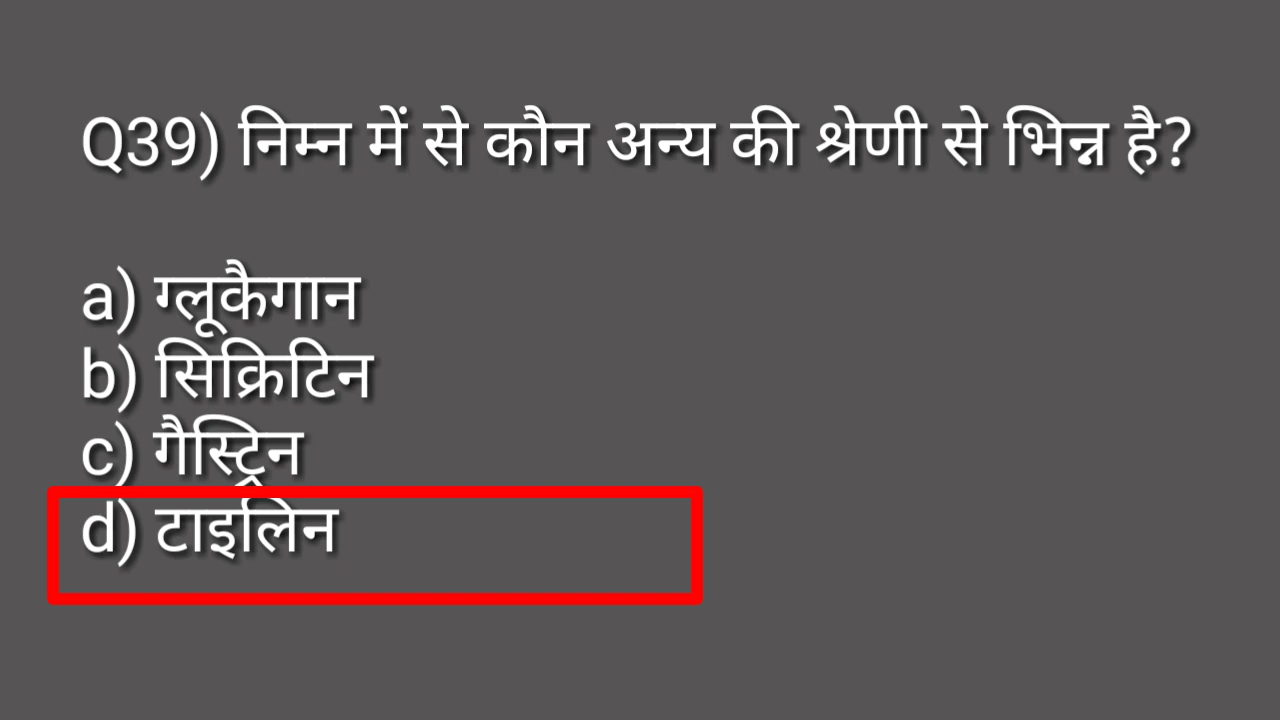 Q39) निम्न में से कौन अन्य की श्रेणी से भिन्न है?
a) ग्लूकैगान
b) सिक्रिटिन
c) गैस्ट्रिन
d) टाइलिन